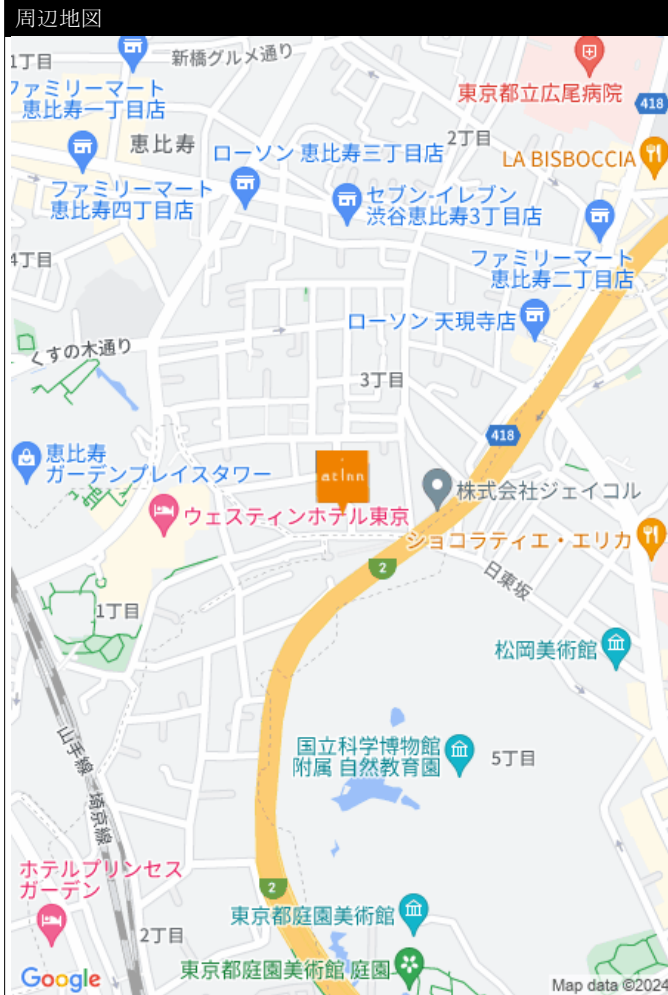 周辺地図
1丁目
新橋グルメ通り
ファミリーマート
恵比寿一丁目店
東京都立広尾病院
418
恵比寿
ローソン 恵比寿三丁目店
2丁目
LA BISBOCCIA
ファミリーマート
恵比寿四丁目店
セブン-イレブン
渋谷恵比寿3丁目店
4丁目
ファミリーマート
恵比寿二丁目店
ローソン 天現寺店
くすの木通り
3丁目
418
恵比寿
ガーデンプレイスタワー
at Inn
株式会社ジェイコル
ウェスティンホテル東京
ショコラティエ・エリカ
2
日東坂
1丁目
松岡美術館
山手線
国立科学博物館
附属 自然教育園
5丁目
埼京線
ホテルプリンセス
ガーデン
2
東京都庭園美術館
2丁目
東京都庭園美術館 庭園
Google
Map data ©2024